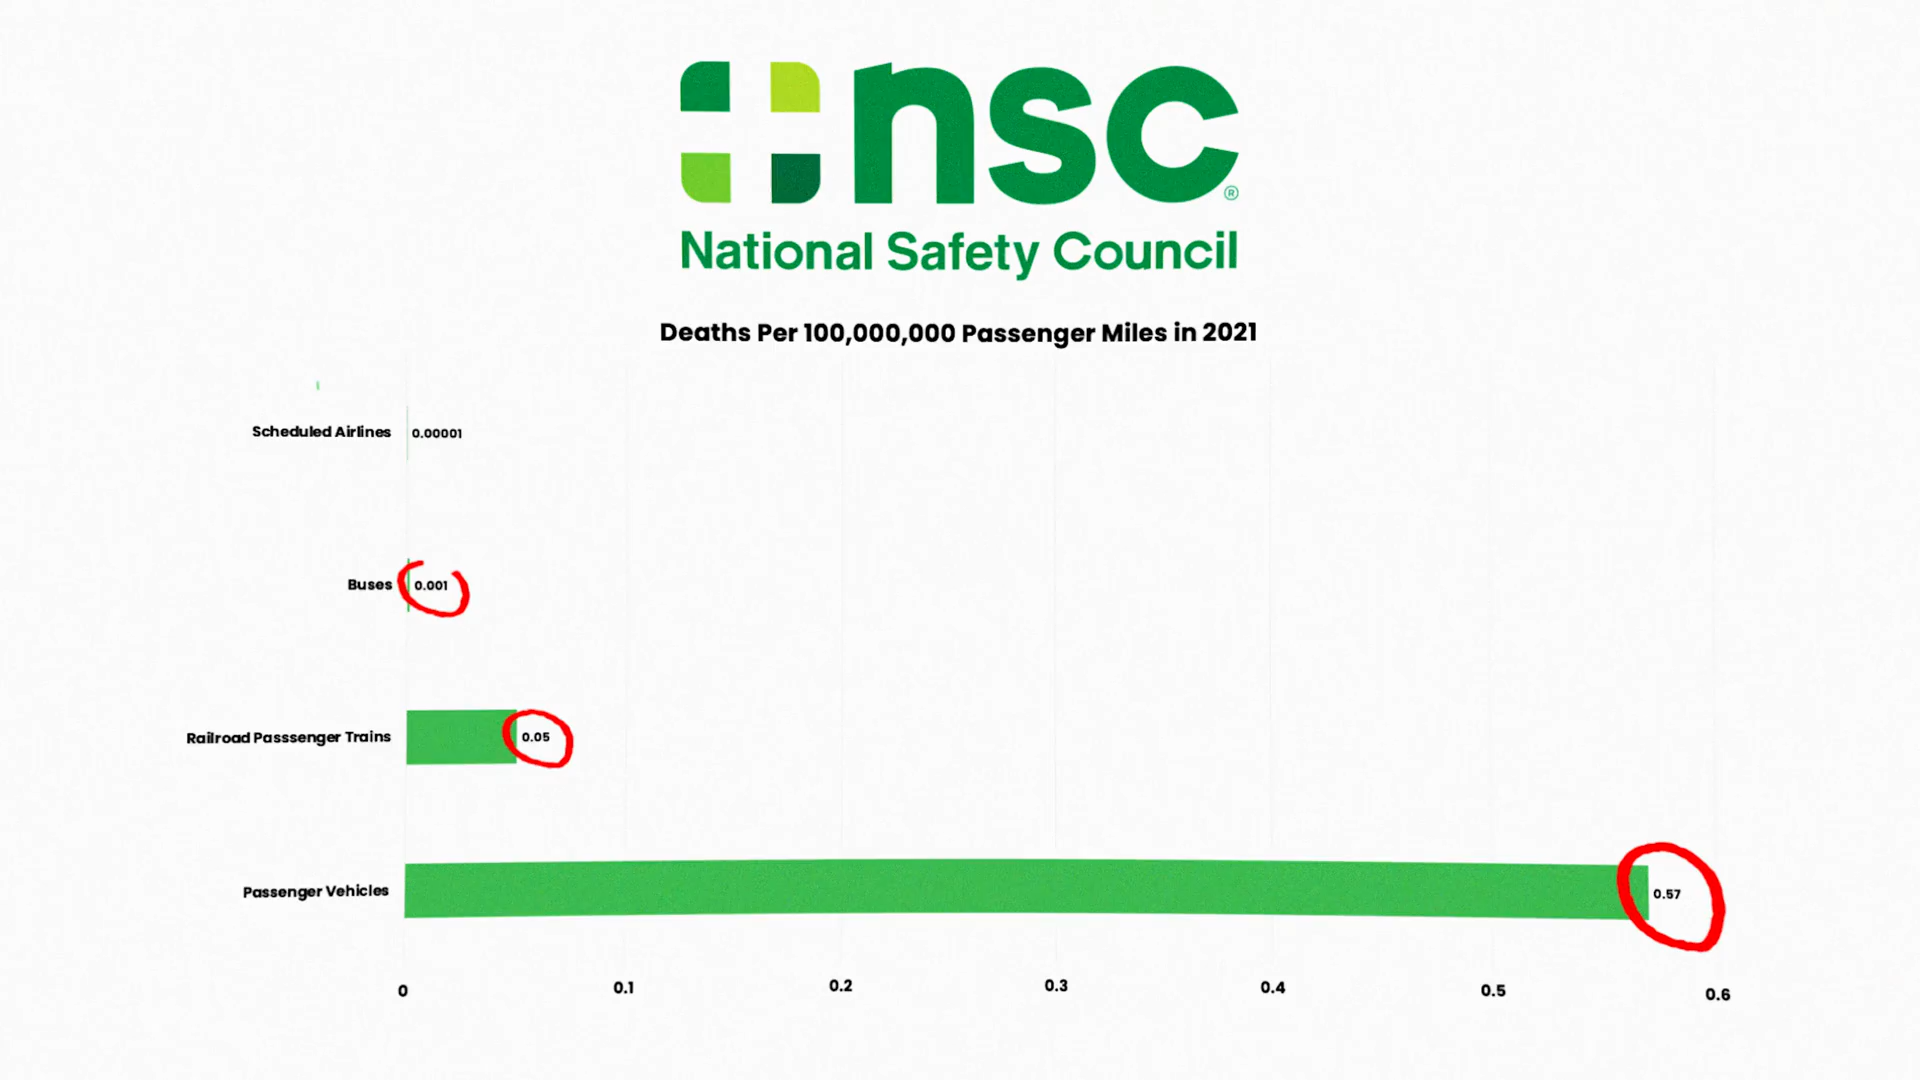 nsc®
National Safety Council
Deaths Per 100,000,000 Passenger Miles in 2021
Scheduled Airlines 0.00001
Buses 0.001
Railroad Passsenger Trains 0.05
Passenger Vehicles 0.57
0 0.1 0.2 0.3 0.4 0.5 0.6